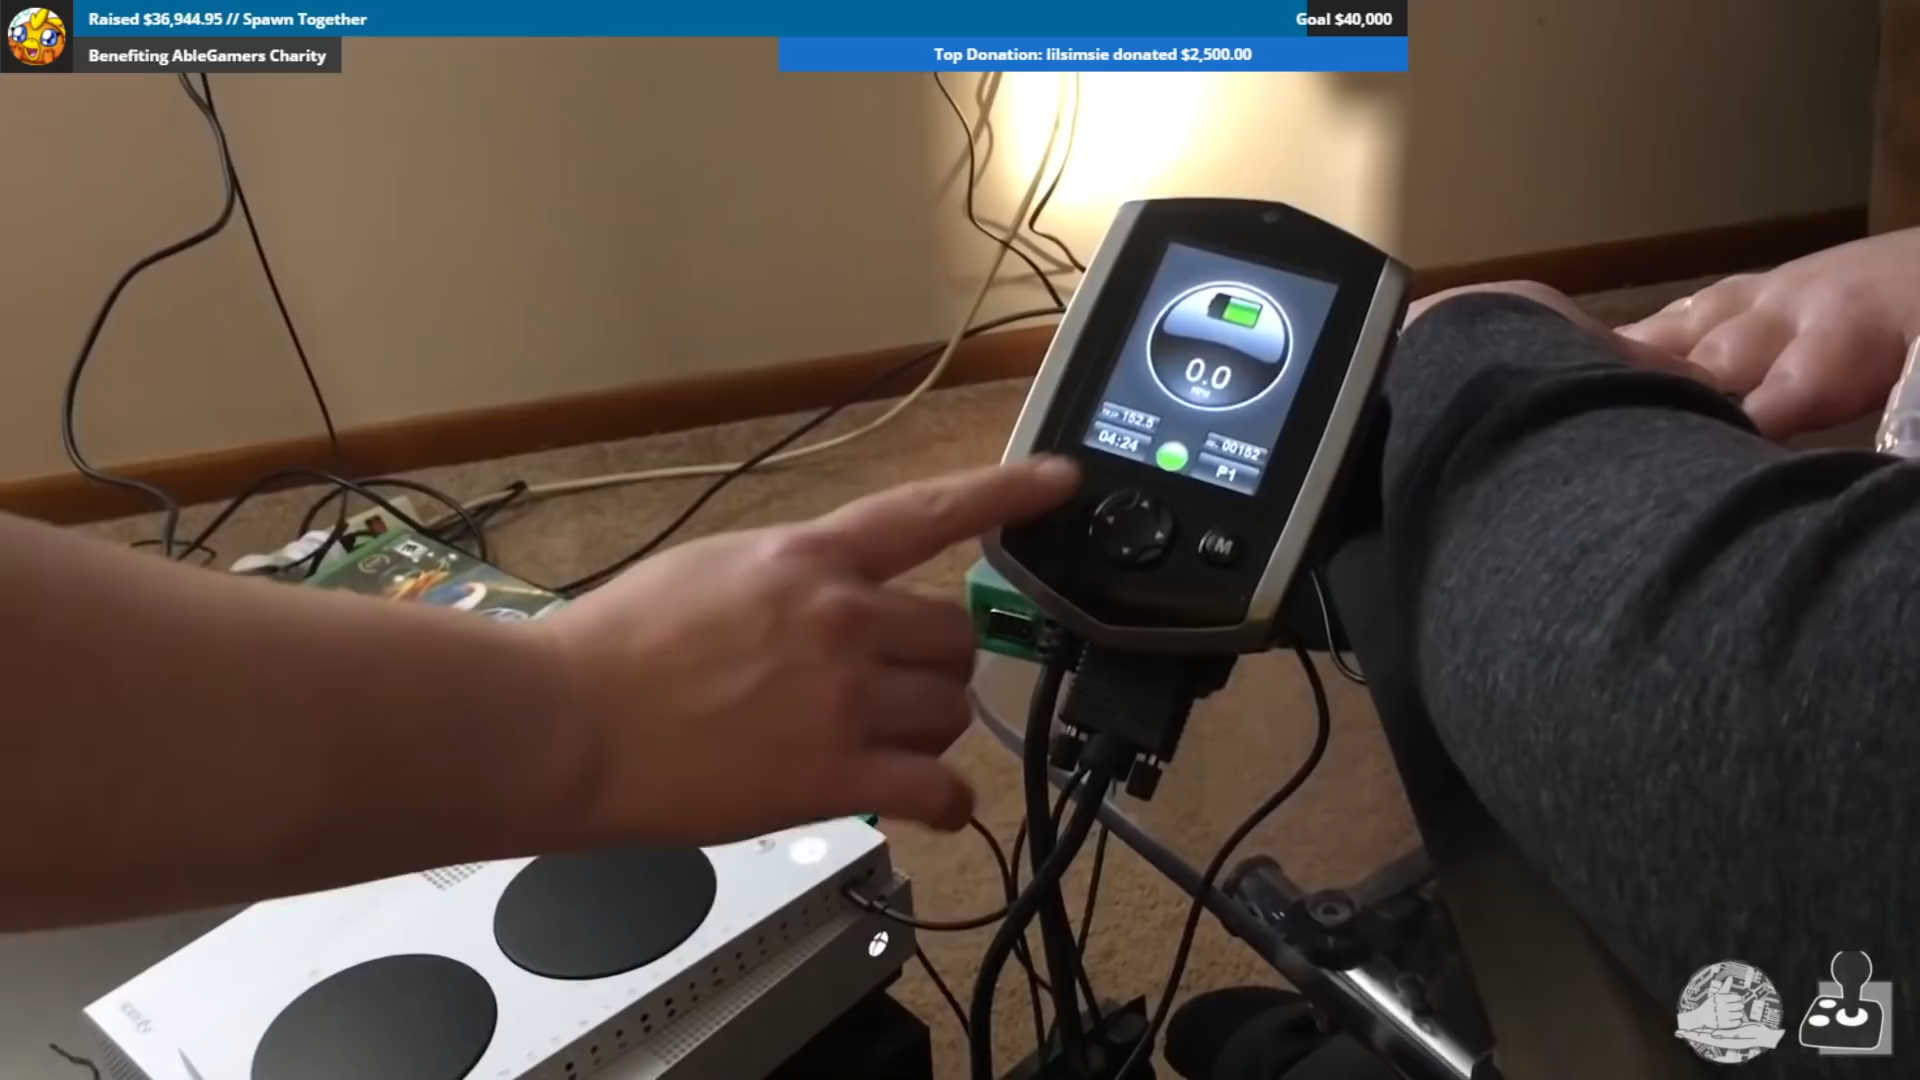 Raised $36,944.95 // Spawn Together
Goal $40,000
Benefiting AbleGamers Charity
Top Donation: lilsimsie donated $2,500.00
0.0
152.5
04:24
00152
P1
M